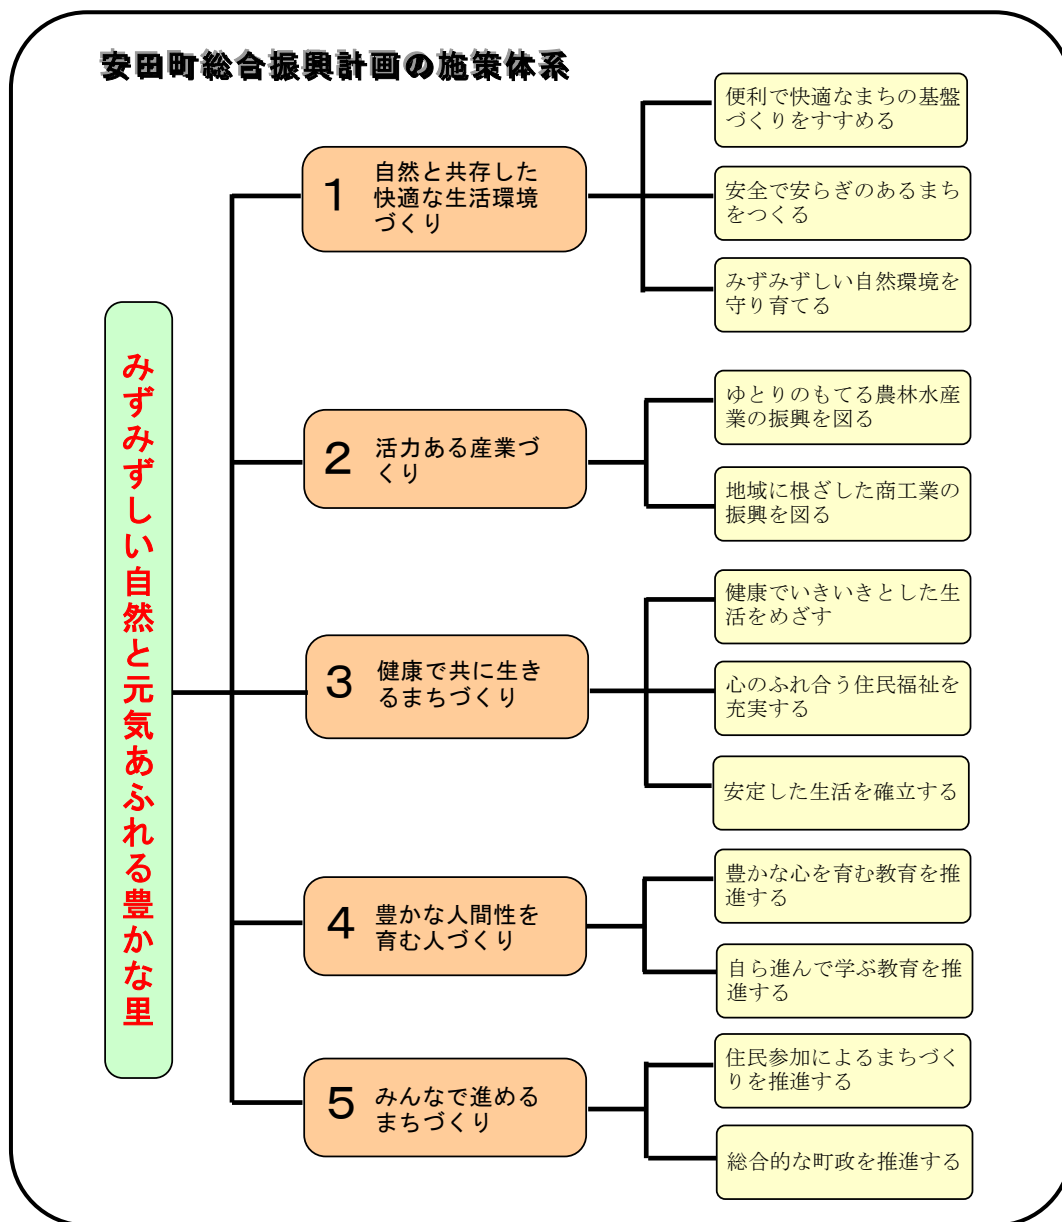 安田町総合振興計画の施策体系
みずみずしい自然と元気あふれる豊かな里
1
自然と共存した
快適な生活環境
づくり
便利で快適なまちの基盤
づくりをすすめる
安全で安らぎのあるまち
をつくる
みずみずしい自然環境を
守り育てる
2
活力ある産業づ
くり
ゆとりのもてる農林水産
業の振興を図る
地域に根ざした商工業の
振興を図る
3
健康で共に生き
るまちづくり
健康でいきいきとした生
活をめざす
心のふれ合う住民福祉を
充実する
安定した生活を確立する
4
豊かな人間性を
育む人づくり
豊かな心を育む教育を推
進する
自ら進んで学ぶ教育を推
進する
5
みんなで進める
まちづくり
住民参加によるまちづく
りを推進する
総合的な町政を推進する